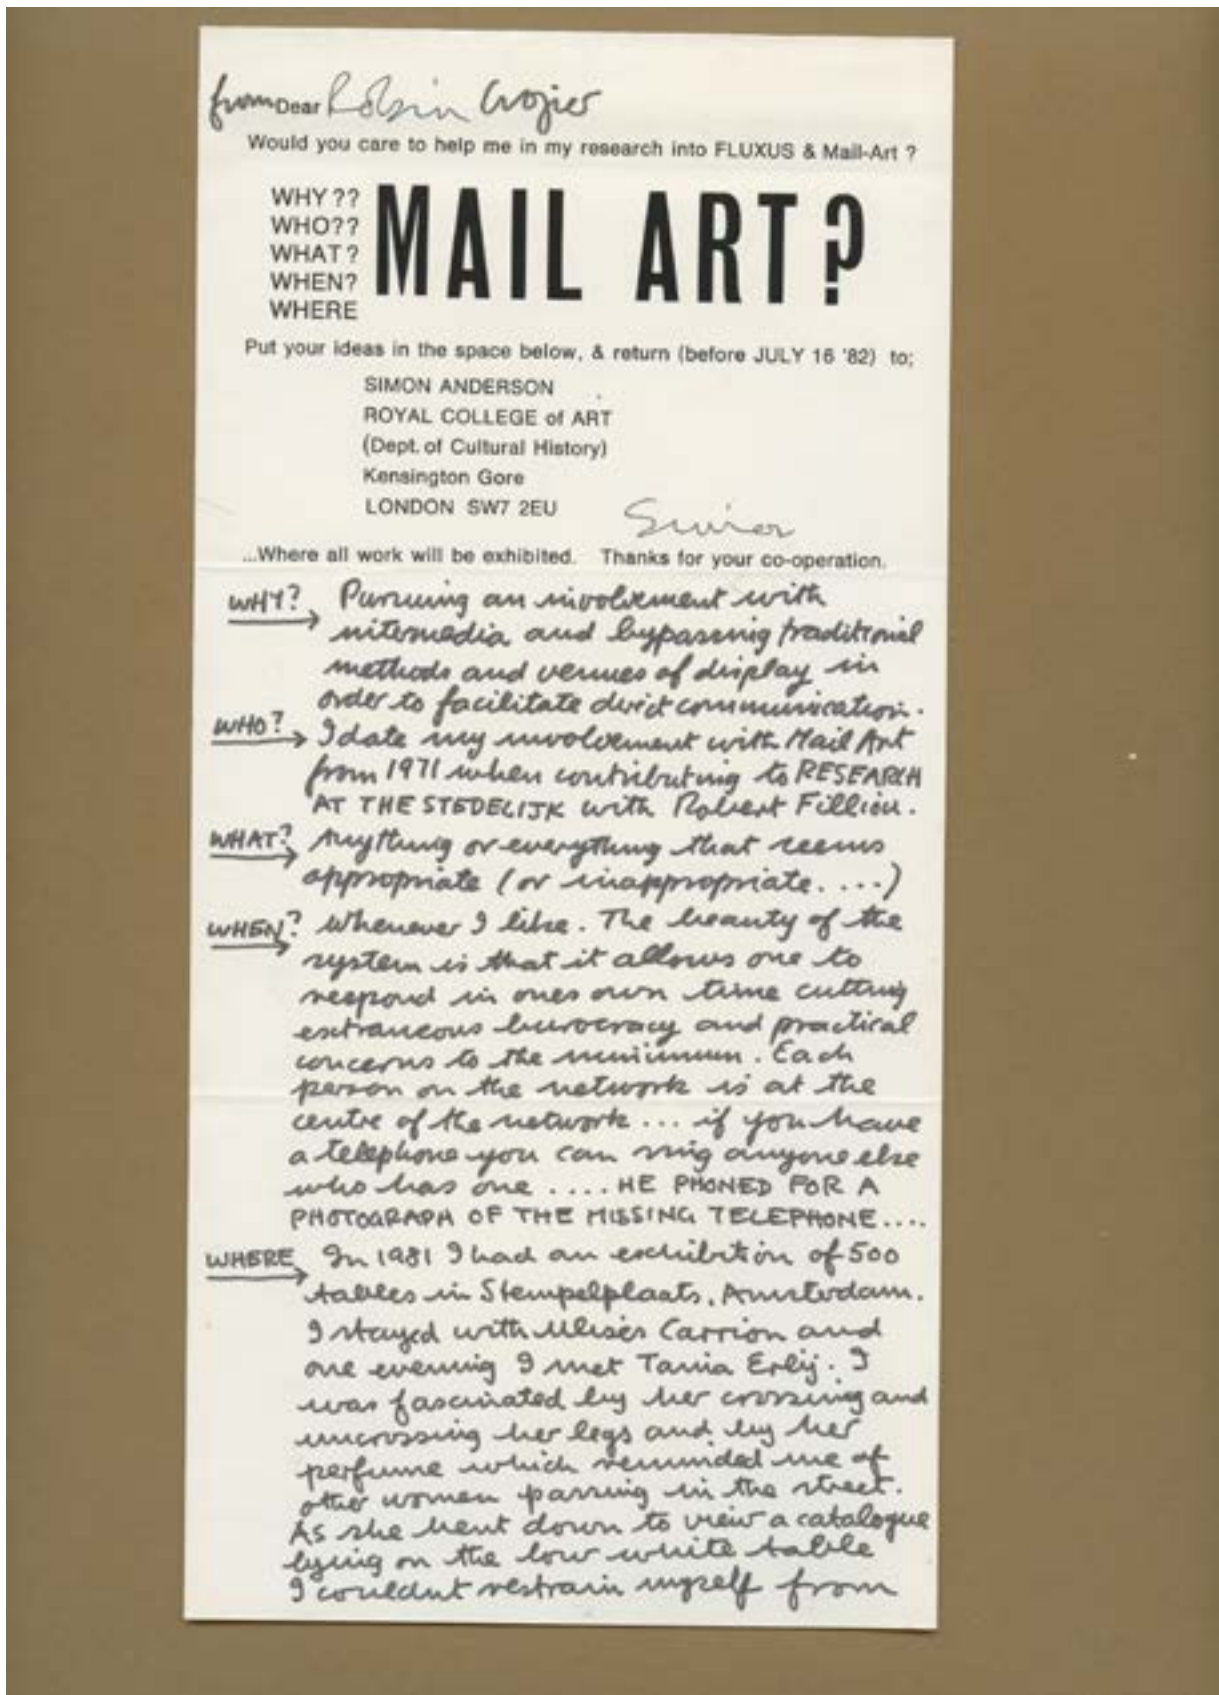 from Dear Robin Crozier
Would you care to help me in my research into FLUXUS & Mail-Art ?
WHY ??
WHO??
WHAT ?
WHEN?
WHERE
MAIL ART?
Put your ideas in the space below, & return (before JULY 16 '82) to;
SIMON ANDERSON
ROYAL COLLEGE of ART
(Dept. of Cultural History)
Kensington Gore
LONDON SW7 2EU
Simon
...Where all work will be exhibited. Thanks for your co-operation.
WHY? Pursuing an involvement with
intermedia and bypassing traditional
methods and venues of display in
order to facilitate direct communication.
WHO? I date my involvement with Mail Art
from 1971 when contributing to RESEARCH
AT THE STEDELIJK with Robert Filliou.
WHAT? Anything or everything that seems
appropriate (or inappropriate....)
WHEN? Whenever I like. The beauty of the
system is that it allows one to
respond in ones own time cutting
extraneous burocracy and practical
concerns to the minimum. Each
person on the network is at the
centre of the network ... if you have
a telephone you can ring anyone else
who has one .... HE PHONED FOR A
PHOTOGRAPH OF THE MISSING TELEPHONE....
WHERE In 1981 I had an exhibition of 500
tables in Stempelplaats, Amsterdam.
I stayed with Ulises Carrion and
one evening I met Tania Erlij. I
was fascinated by her crossing and
uncrossing her legs and by her
perfume which reminded me of
other women passing in the street.
As she bent down to view a catalogue
lying on the low white table
I couldnt restrain myself from